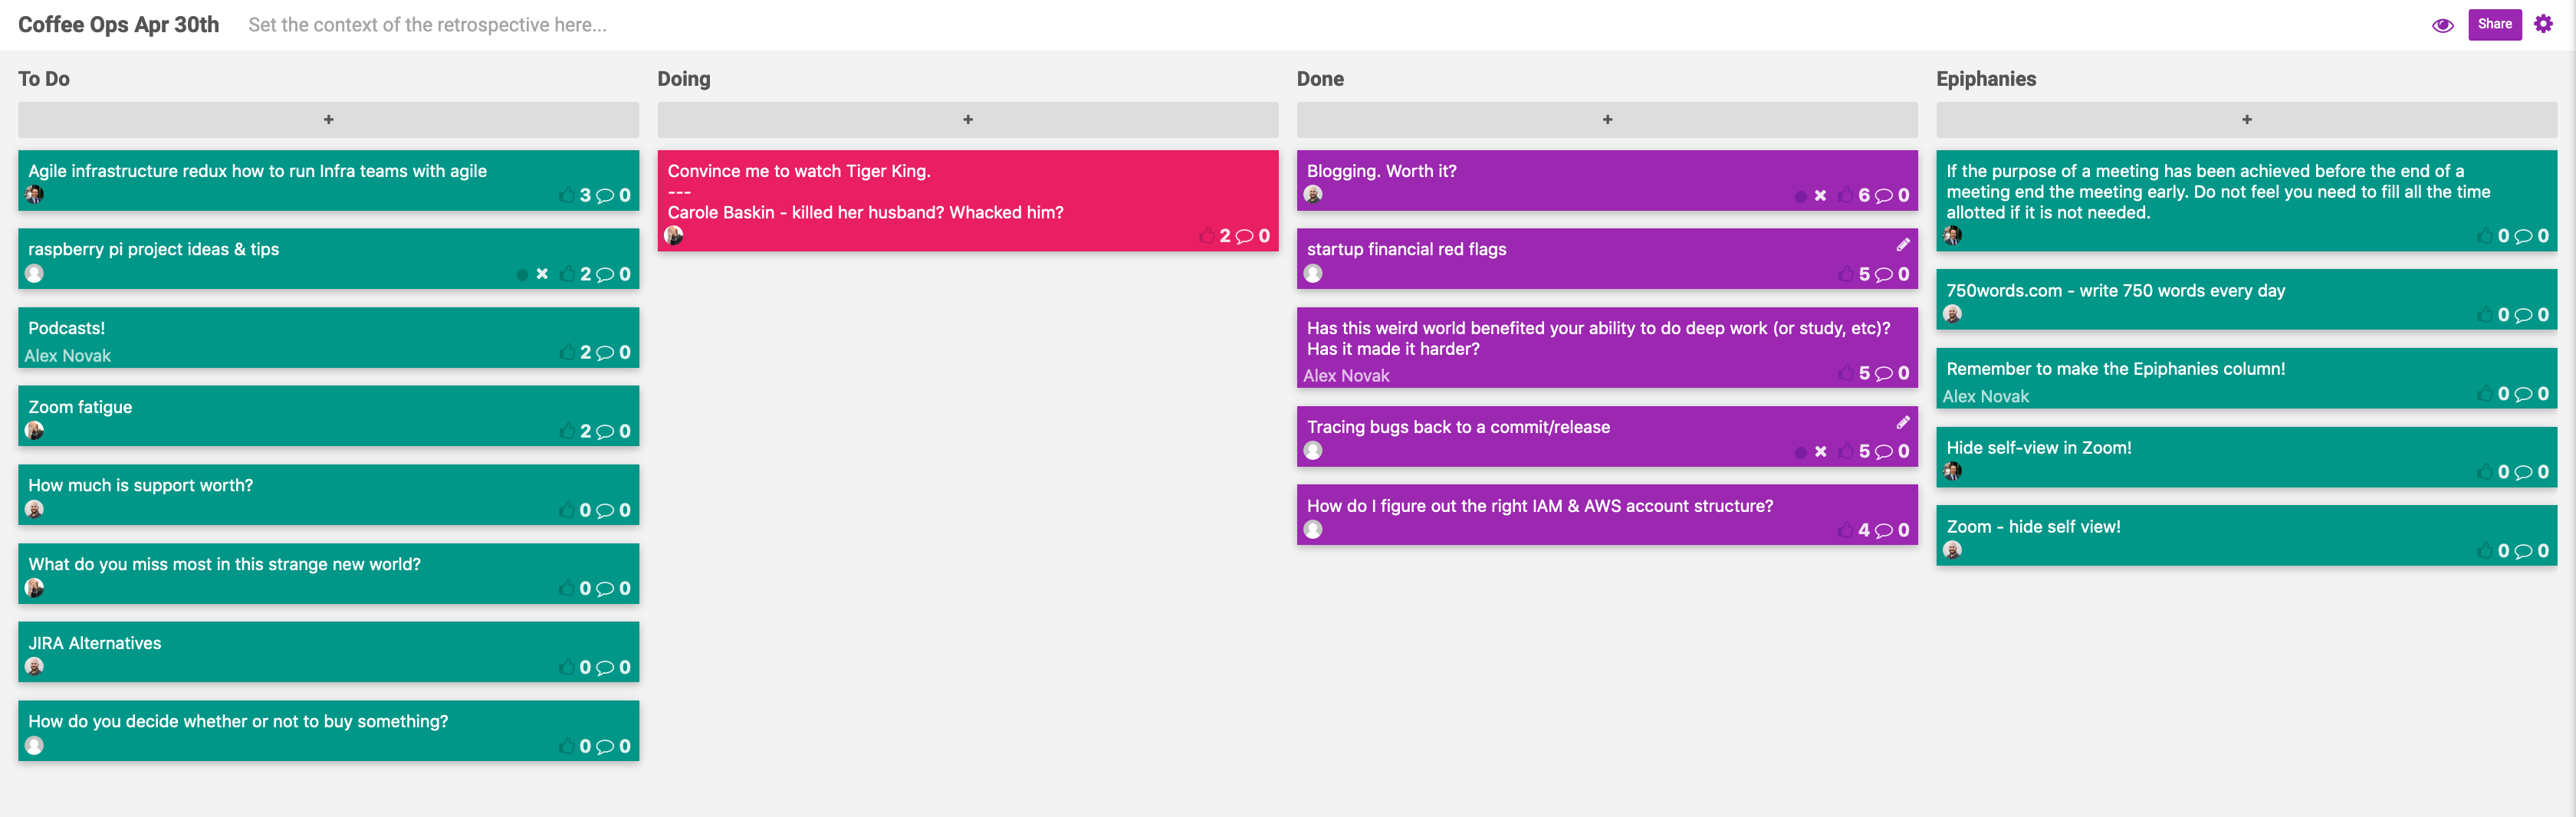 Coffee Ops Apr 30th
Set the context of the retrospective here...
Share
To Do
+
Agile infrastructure redux how to run Infra teams with agile
3 0
raspberry pi project ideas & tips
2 0
Podcasts!
Alex Novak
2 0
Zoom fatigue
2 0
How much is support worth?
0 0
What do you miss most in this strange new world?
0 0
JIRA Alternatives
0 0
How do you decide whether or not to buy something?
0 0
Doing
+
Convince me to watch Tiger King.
---
Carole Baskin - killed her husband? Whacked him?
2 0
Done
+
Blogging. Worth it?
6 0
startup financial red flags
5 0
Has this weird world benefited your ability to do deep work (or study, etc)?
Has it made it harder?
Alex Novak
5 0
Tracing bugs back to a commit/release
5 0
How do I figure out the right IAM & AWS account structure?
4 0
Epiphanies
+
If the purpose of a meeting has been achieved before the end of a
meeting end the meeting early. Do not feel you need to fill all the time
allotted if it is not needed.
0 0
750words.com - write 750 words every day
0 0
Remember to make the Epiphanies column!
Alex Novak
0 0
Hide self-view in Zoom!
0 0
Zoom - hide self view!
0 0